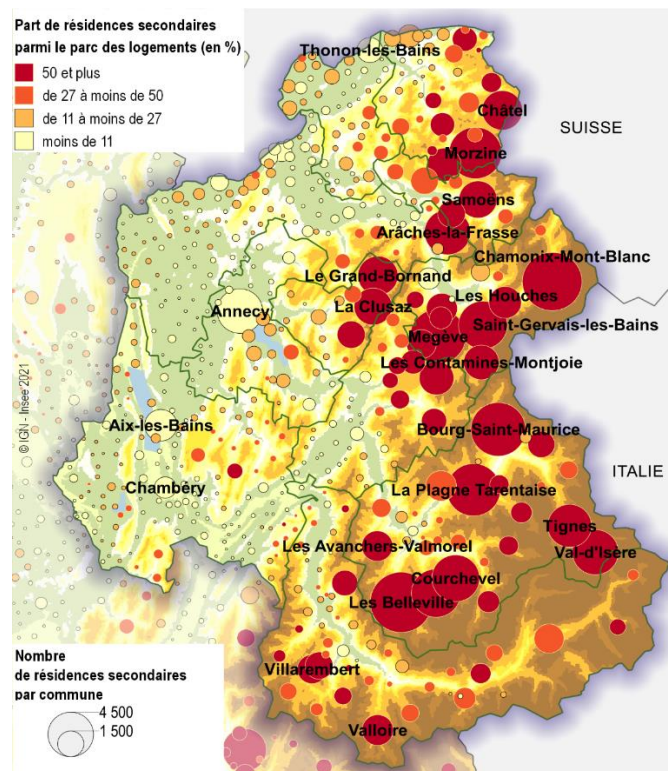 Part de résidences secondaires
parmi le parc des logements (en %)
50 et plus
de 27 à moins de 50
de 11 à moins de 27
moins de 11
Thonon-les-Bains
Châtel
SUISSE
Morzine
Samoëns
Arâches-la-Frasse
Chamonix-Mont-Blanc
Le Grand-Bornand
Les Houches
La Clusaz
Annecy
Saint-Gervais-les-Bains
Megève
Les Contamines-Montjoie
© IGN - Insee 2021
Aix-les-Bains
Bourg-Saint-Maurice
ITALIE
Chambéry
La Plagne Tarentaise
Tignes
Les Avanchers-Valmorel
Val-d'Isère
Courchevel
Les Belleville
Villarembert
Valloire
Nombre
de résidences secondaires
par commune
4 500
1 500